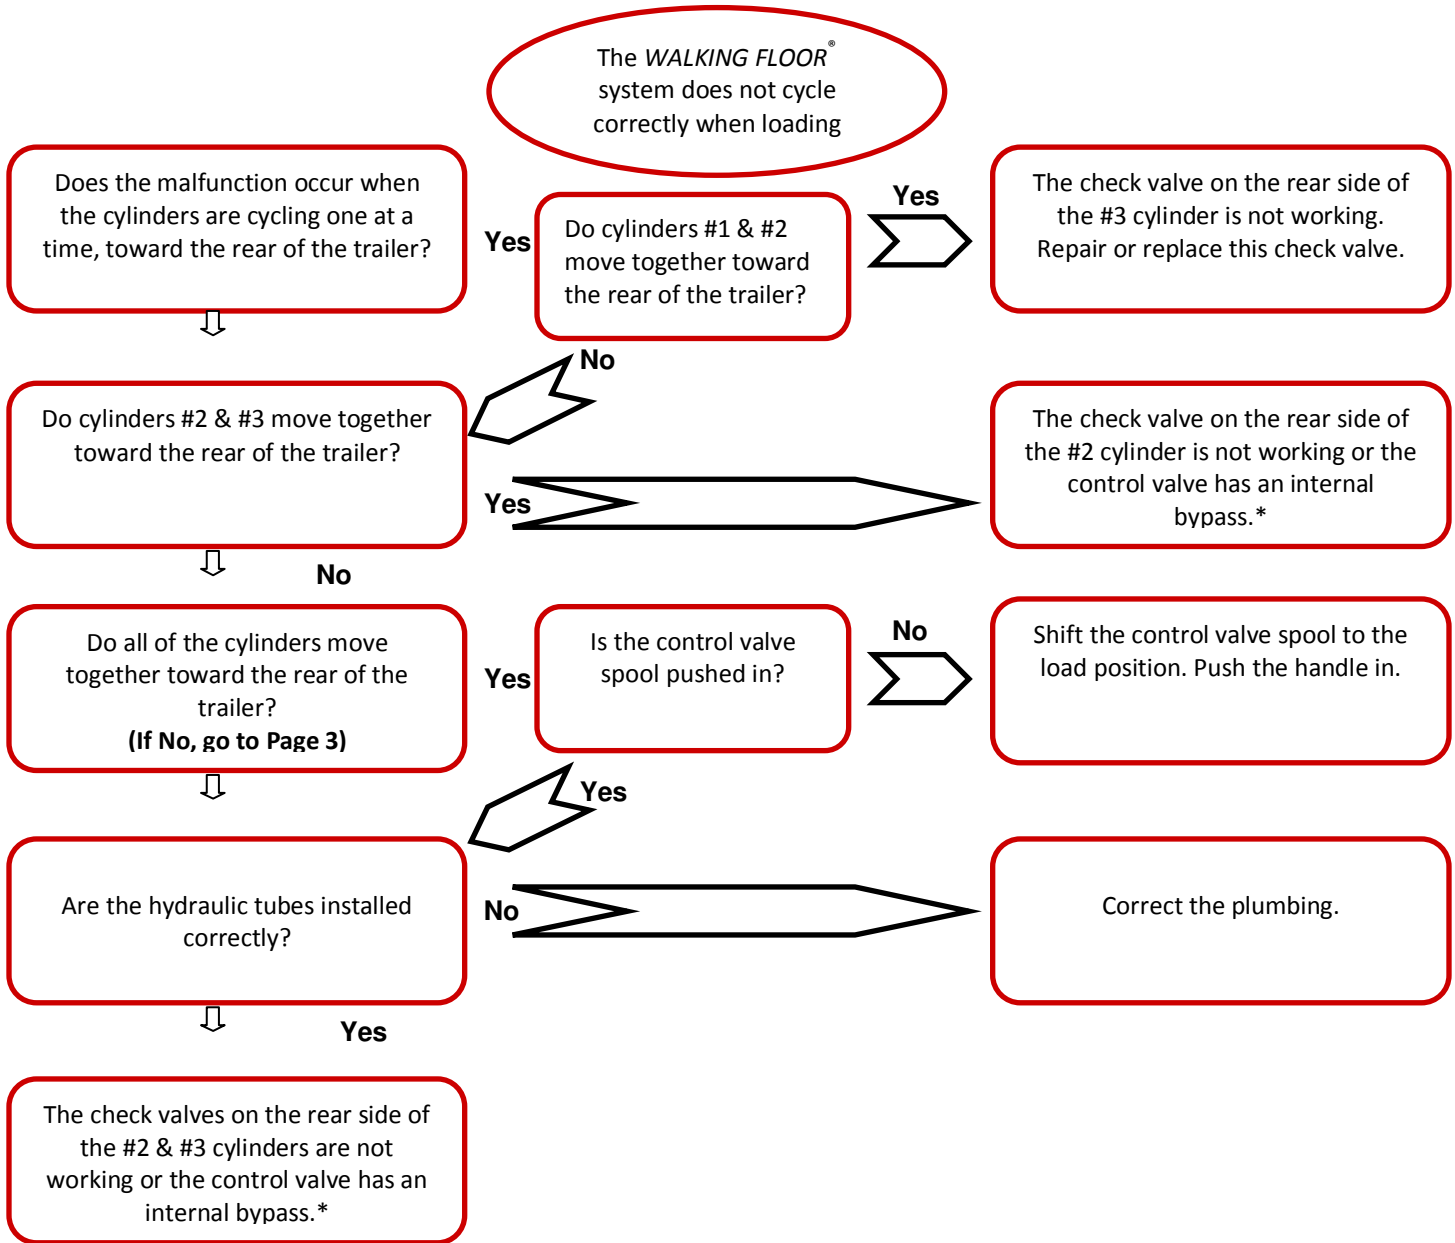 The WALKING FLOOR®
system does not cycle
correctly when loading
Does the malfunction occur when
the cylinders are cycling one at a
time, toward the rear of the trailer?
Yes
Do cylinders #1 & #2
move together toward
the rear of the trailer?
Yes
The check valve on the rear side of
the #3 cylinder is not working.
Repair or replace this check valve.
No
Do cylinders #2 & #3 move together
toward the rear of the trailer?
Yes
The check valve on the rear side of
the #2 cylinder is not working or the
control valve has an internal
bypass.*
No
Do all of the cylinders move
together toward the rear of the
trailer?
(If No, go to Page 3)
Yes
Is the control valve
spool pushed in?
No
Shift the control valve spool to the
load position. Push the handle in.
Yes
Are the hydraulic tubes installed
correctly?
No
Correct the plumbing.
Yes
The check valves on the rear side of
the #2 & #3 cylinders are not
working or the control valve has an
internal bypass.*